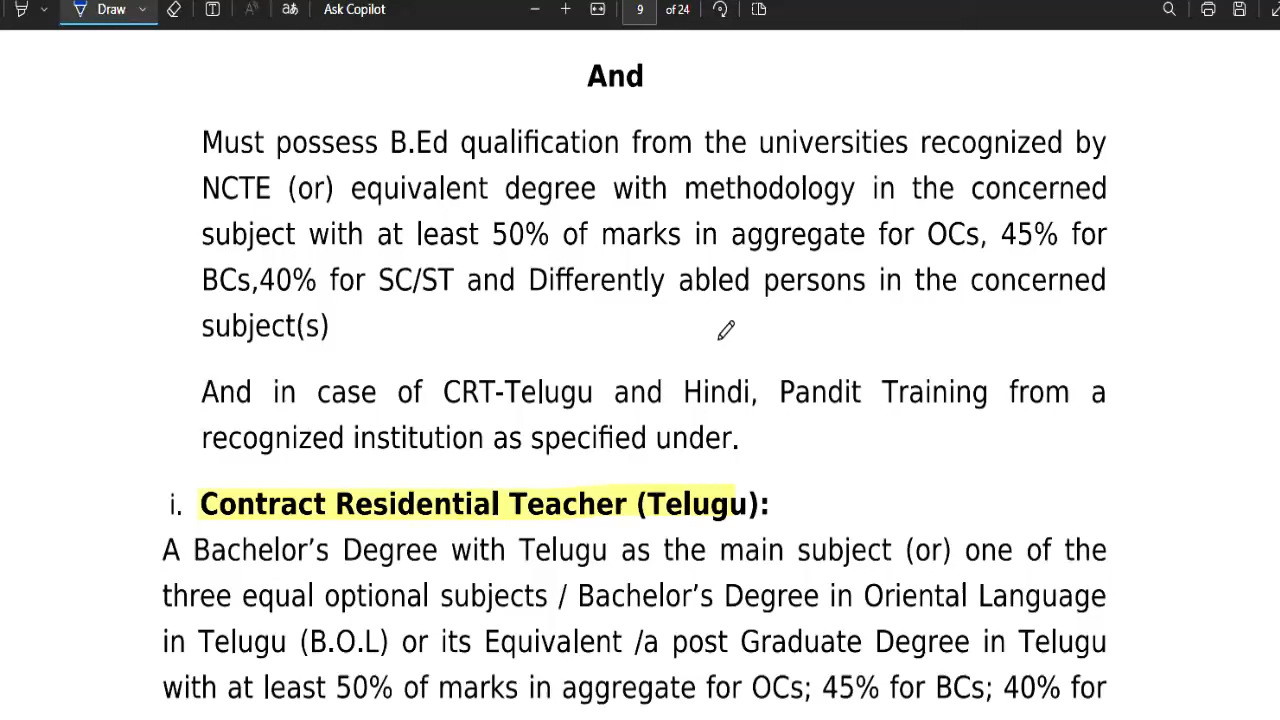 Draw
aあ
Ask Copilot
9
of 24
And
Must possess B.Ed qualification from the universities recognized by
NCTE (or) equivalent degree with methodology in the concerned
subject with at least 50% of marks in aggregate for OCs, 45% for
BCs,40% for SC/ST and Differently abled persons in the concerned
subject(s)
And in case of CRT-Telugu and Hindi, Pandit Training from a
recognized institution as specified under.
i. Contract Residential Teacher (Telugu):
A Bachelor’s Degree with Telugu as the main subject (or) one of the
three equal optional subjects / Bachelor’s Degree in Oriental Language
in Telugu (B.O.L) or its Equivalent /a post Graduate Degree in Telugu
with at least 50% of marks in aggregate for OCs; 45% for BCs; 40% for